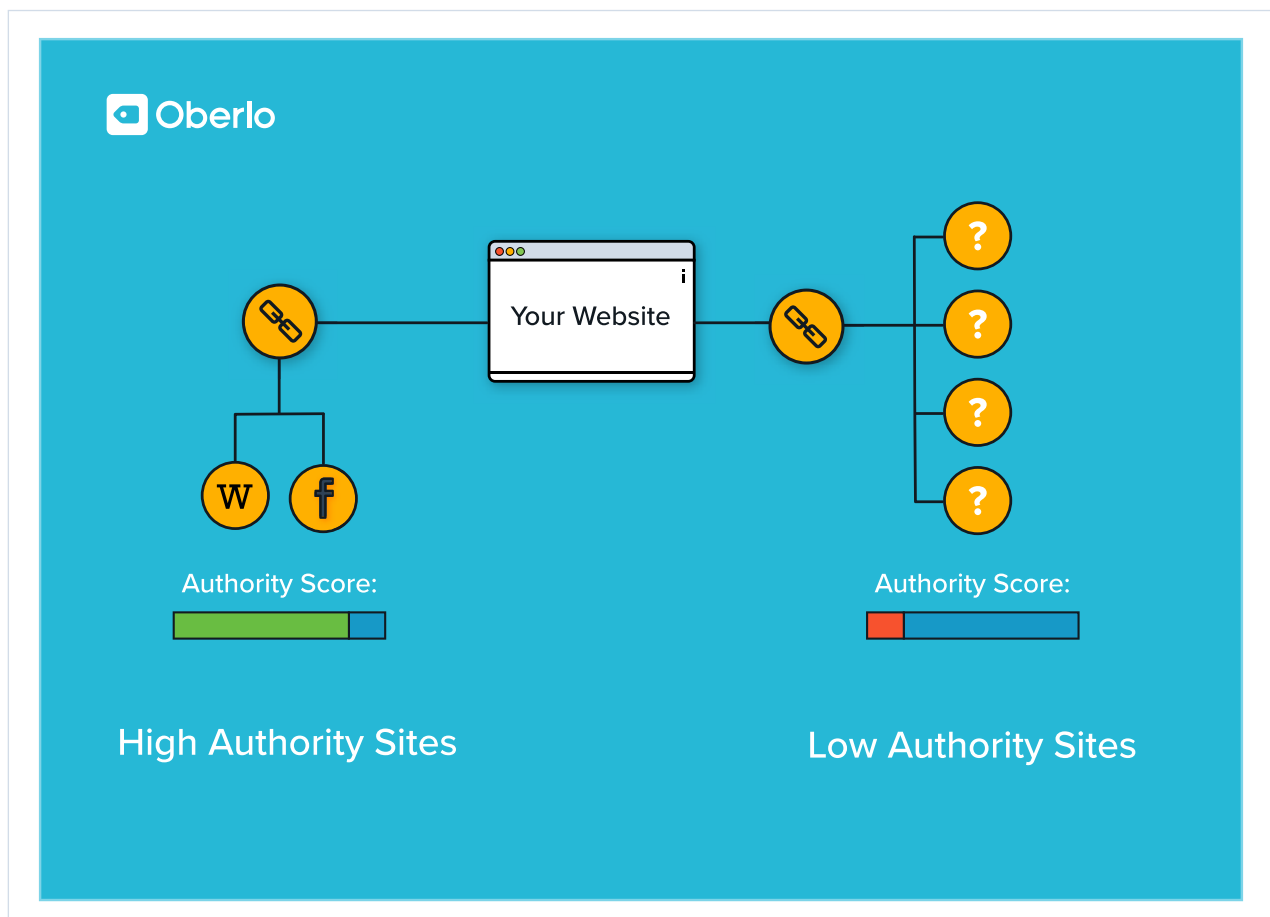 Oberlo
i
Your Website
?
?
?
?
W
f
Authority Score:
Authority Score:
High Authority Sites
Low Authority Sites